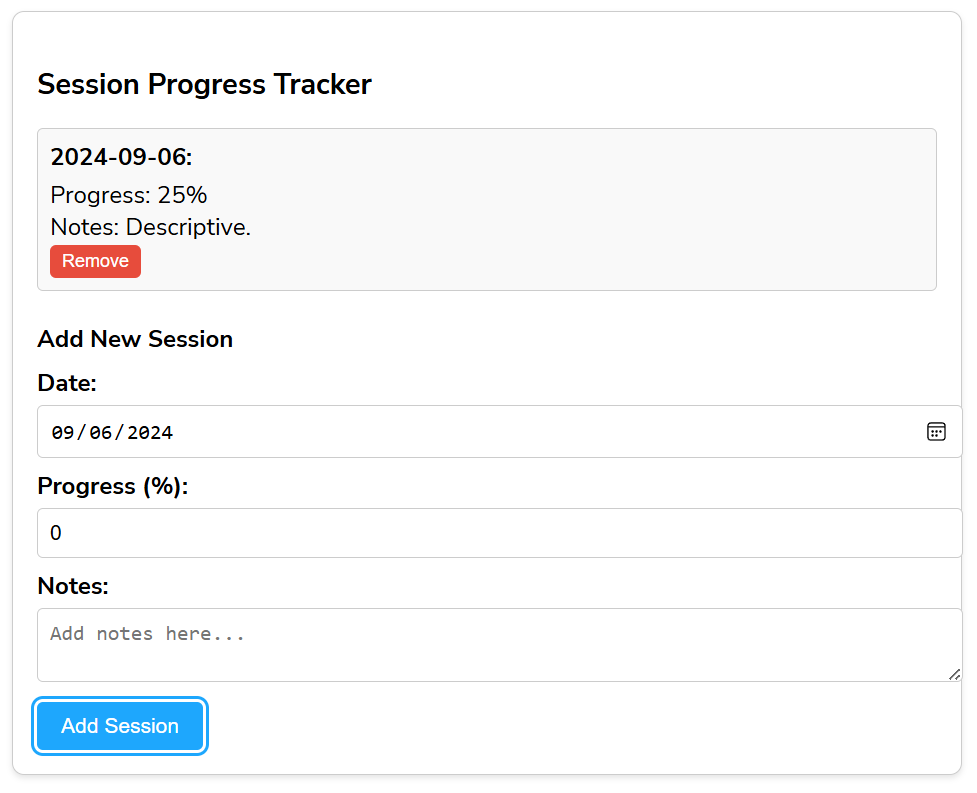 Session Progress Tracker
2024-09-06:
Progress: 25%
Notes: Descriptive.
Remove
Add New Session
Date:
09/06/2024
Progress (%):
0
Notes:
Add notes here...
Add Session